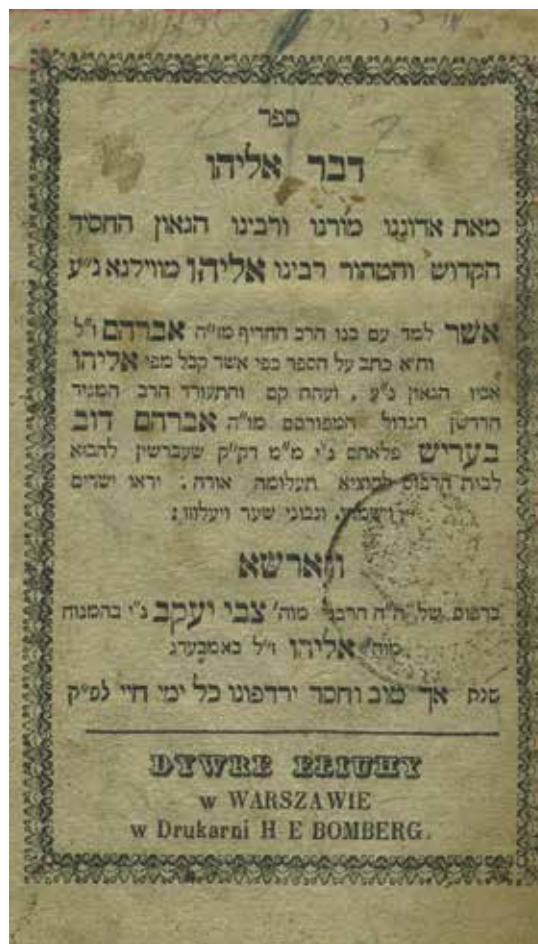 ספר
דבר אליהו
מאת אדוננו מורנו ורבינו הגאון החסיד
הקדוש והטהור רבינו אליהו מווילנא נ״ע
אשר למד עם בנו הרב החריף מו״ה אברהם ז״ל
וה״א כתב על הספר כפי אשר קבל מפי אליהו
אביו הגאון נ״ע . ועתה קם והתעורר הרב המגיד
הדרשן הגדול המפורסם מו״ה אברהם דוב
בעריש פלאהם נ״י מ״מ דק״ק שעברשין להביא
לבית הדפוס להוציא תעלומה אורה . יראו ישרים
וישמחו . ונבוני שער ויעלוזו :
ווארשא
בדפוס של ה״ה הרבני מוה׳ צבי יעקב נ״י בהמנוח
מוה׳ אליהו ז״ל באמבערג
שנת אך טוב וחסד ירדפוני כל ימי חיי לפ״ק
DYWRE ELIUHY
w WARSZAWIE
w Drukarni H E BOMBERG.